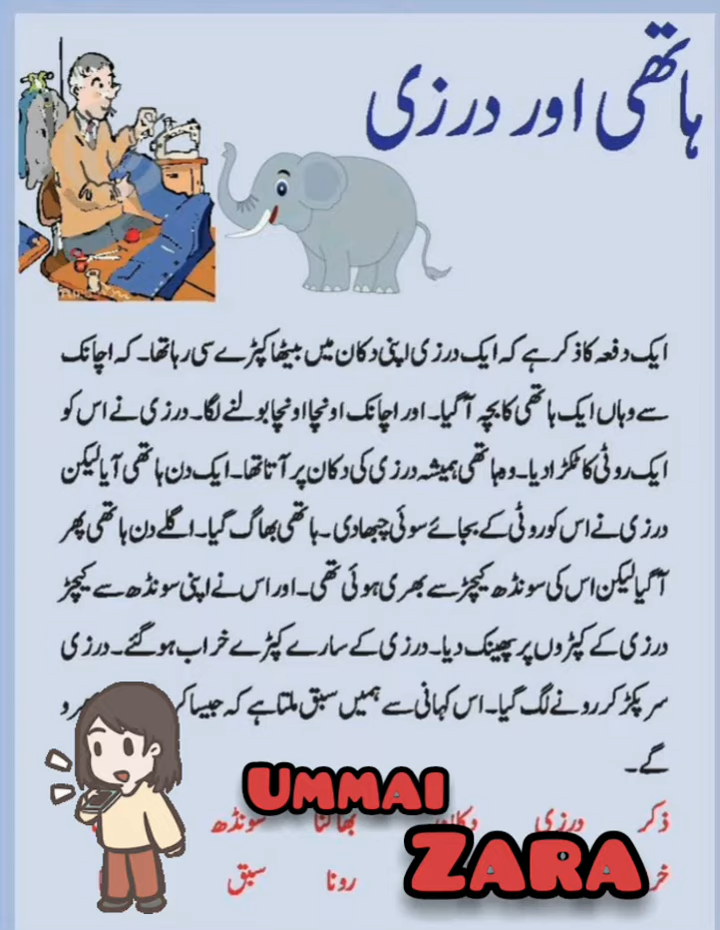 ہاتھی اور درزی
ایک دفعہ کا ذکر ہے کہ ایک درزی اپنی دکان میں بیٹھا کپڑے سی رہا تھا۔ کہ اچانک
سے وہاں ایک ہاتھی کا بچہ آ گیا۔ اور اچانک اونچا اونچا بولنے لگا۔ درزی نے اس کو
ایک روٹی کا ٹکڑا دیا۔ وہ ہاتھی ہمیشہ درزی کی دکان پر آتا تھا۔ ایک دن ہاتھی آیا لیکن
درزی نے اس کو روٹی کے بجائے سوئی چبھا دی۔ ہاتھی بھاگ گیا۔ اگلے دن ہاتھی پھر
آ گیا لیکن اس کی سونڈھ کیچڑ سے بھری ہوئی تھی۔ اور اس نے اپنی سونڈھ سے کیچڑ
درزی کے کپڑوں پر پھینک دیا۔ درزی کے سارے کپڑے خراب ہو گئے۔ درزی
سر پکڑ کر رونے لگ گیا۔ اس کہانی سے ہمیں سبق ملتا ہے کہ جیسا
گے۔
ذکر درزی دکان بھاگنا سونڈھ
رونا سبق
UMMAI
ZARA